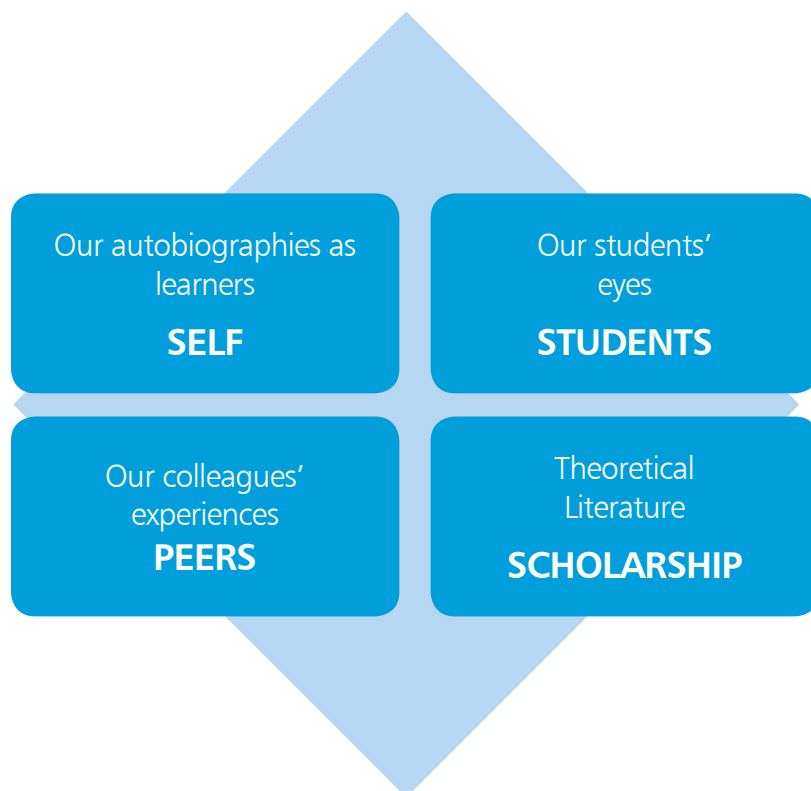 Our autobiographies as
learners
SELF
Our students’
eyes
STUDENTS
Our colleagues’
experiences
PEERS
Theoretical
Literature
SCHOLARSHIP